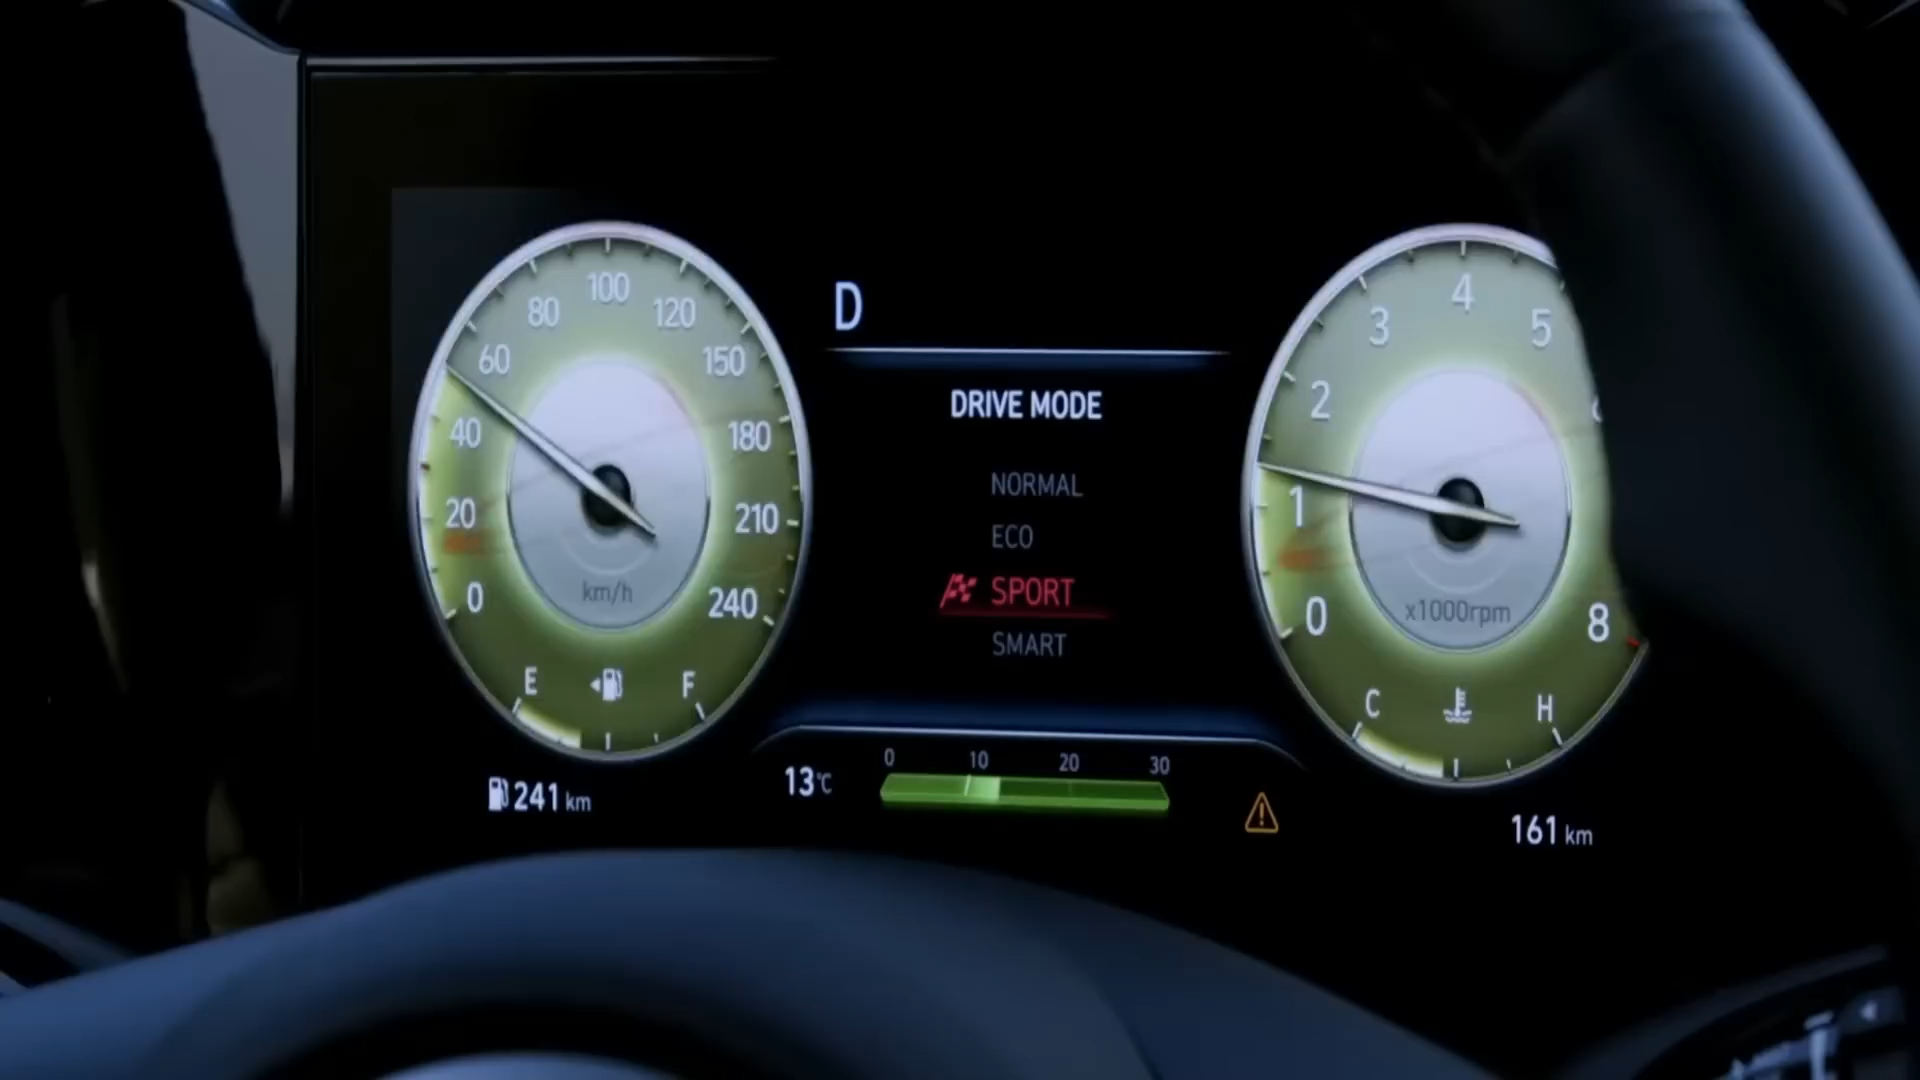 100
80
120
60
150
40
180
20
210
0
240
km/h
E
F
241 km
D
DRIVE MODE
NORMAL
ECO
SPORT
SMART
13°C
0 10 20 30
4
3
5
2
1
0
8
x1000rpm
C
H
161 km